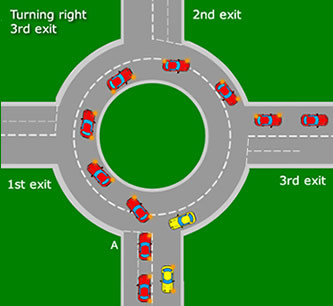 Turning right
3rd exit
2nd exit
1st exit
3rd exit
A